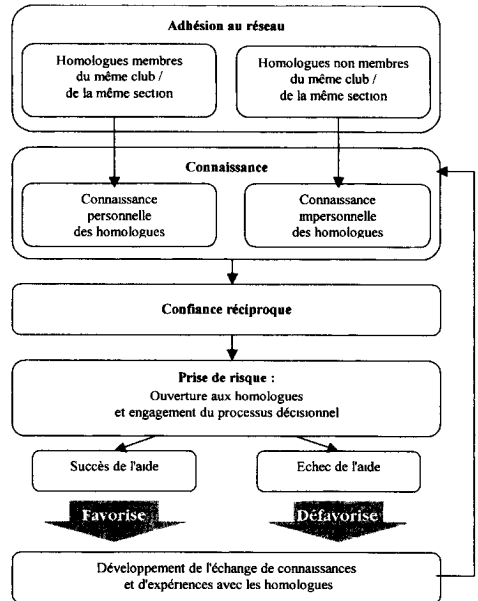 Adhésion au réseau
Homologues membres
du même club /
de la même section
Homologues non membres
du même club /
de la même section
Connaissance
Connaissance
personnelle
des homologues
Connaissance
impersonnelle
des homologues
Confiance réciproque
Prise de risque :
Ouverture aux homologues
et engagement du processus décisionnel
Succès de l'aide
Echec de l'aide
Favorise
Défavorise
Développement de l'échange de connaissances
et d'expériences avec les homologues